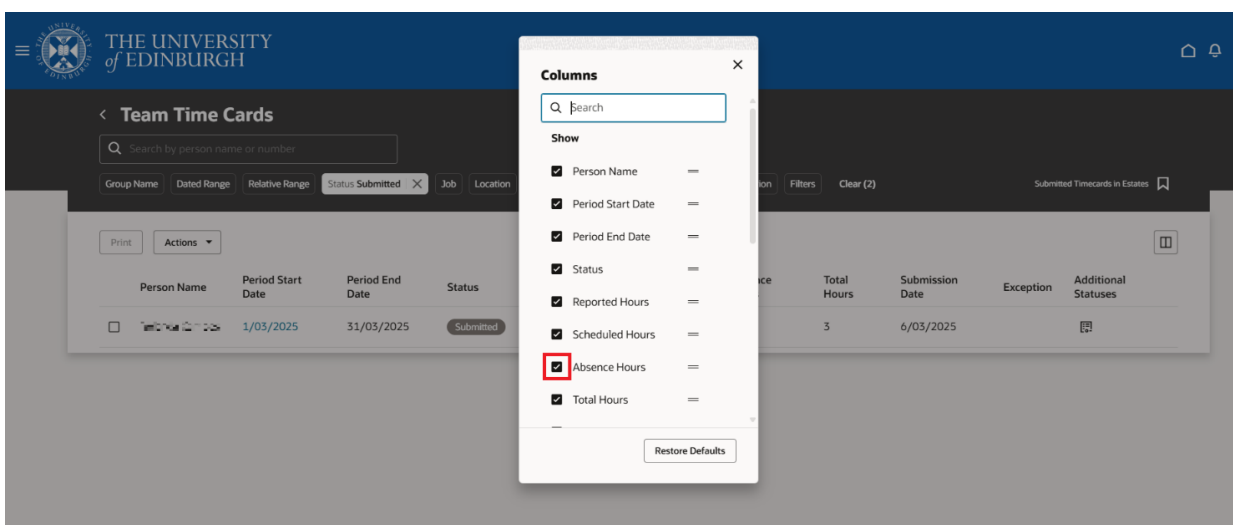 THE UNIVERSITY
of EDINBURGH
Team Time Cards
Search by person name or number
Group Name Dated Range Relative Range Status Submitted Job Location Filters Clear (2) Submitted Timecards in Estates
Print Actions
Person Name Period Start Date Period End Date Status Total Hours Submission Date Exception Additional Statuses
1/03/2025 31/03/2025 Submitted 3 6/03/2025
Columns
Search
Show
Person Name
Period Start Date
Period End Date
Status
Reported Hours
Scheduled Hours
Absence Hours
Total Hours
Restore Defaults